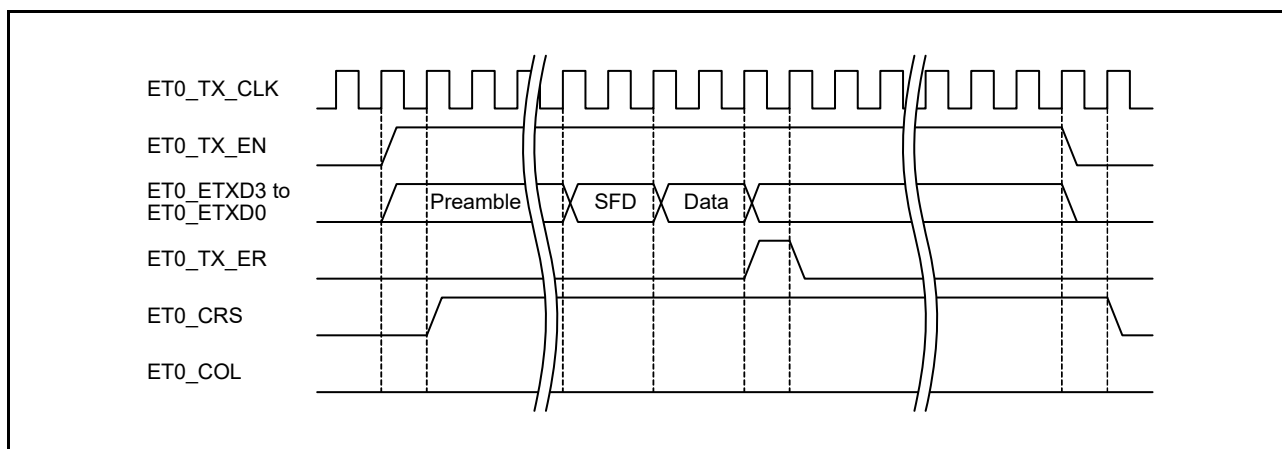 ET0_TX_CLK
ET0_TX_EN
ET0_ETXD3 to
ET0_ETXD0
Preamble SFD Data
ET0_TX_ER
ET0_CRS
ET0_COL